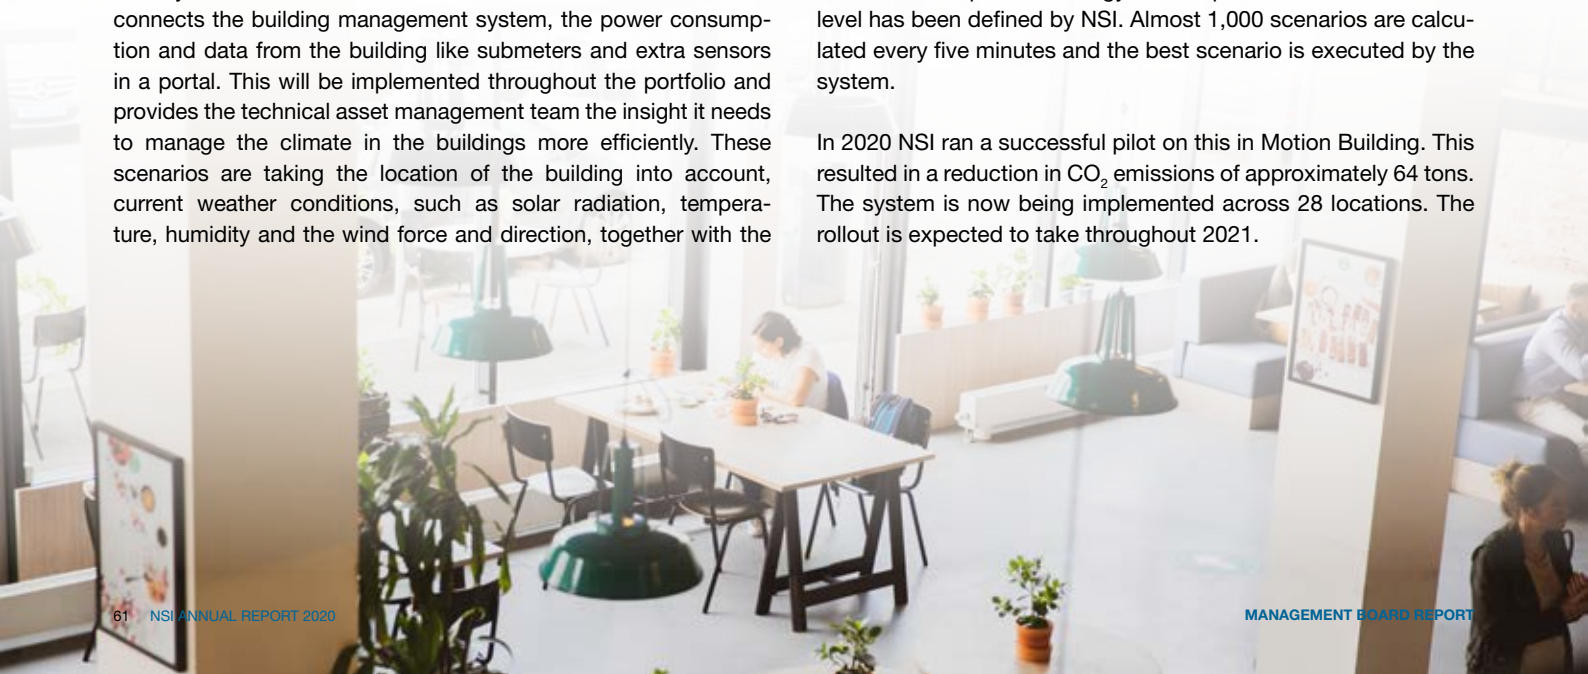 connects the building management system, the power consump-
tion and data from the building like submeters and extra sensors
in a portal. This will be implemented throughout the portfolio and
provides the technical asset management team the insight it needs
to manage the climate in the buildings more efficiently. These
scenarios are taking the location of the building into account,
current weather conditions, such as solar radiation, tempera-
ture, humidity and the wind force and direction, together with the
level has been defined by NSI. Almost 1,000 scenarios are calcu-
lated every five minutes and the best scenario is executed by the
system.
In 2020 NSI ran a successful pilot on this in Motion Building. This
resulted in a reduction in CO₂ emissions of approximately 64 tons.
The system is now being implemented across 28 locations. The
rollout is expected to take throughout 2021.
61 NSI ANNUAL REPORT 2020
MANAGEMENT BOARD REPORT